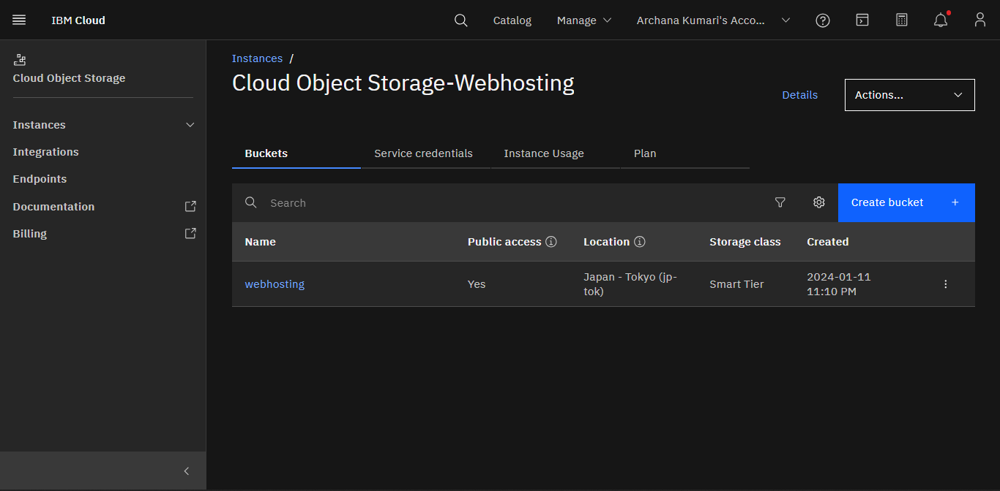 IBM Cloud
Catalog
Manage
Archana Kumari's Acco...
Cloud Object Storage
Instances
Integrations
Endpoints
Documentation
Billing
Instances /
Cloud Object Storage-Webhosting
Details
Actions...
Buckets
Service credentials
Instance Usage
Plan
Search
Create bucket +
Name
Public access
Location
Storage class
Created
webhosting
Yes
Japan - Tokyo (jp-
tok)
Smart Tier
2024-01-11
11:10 PM